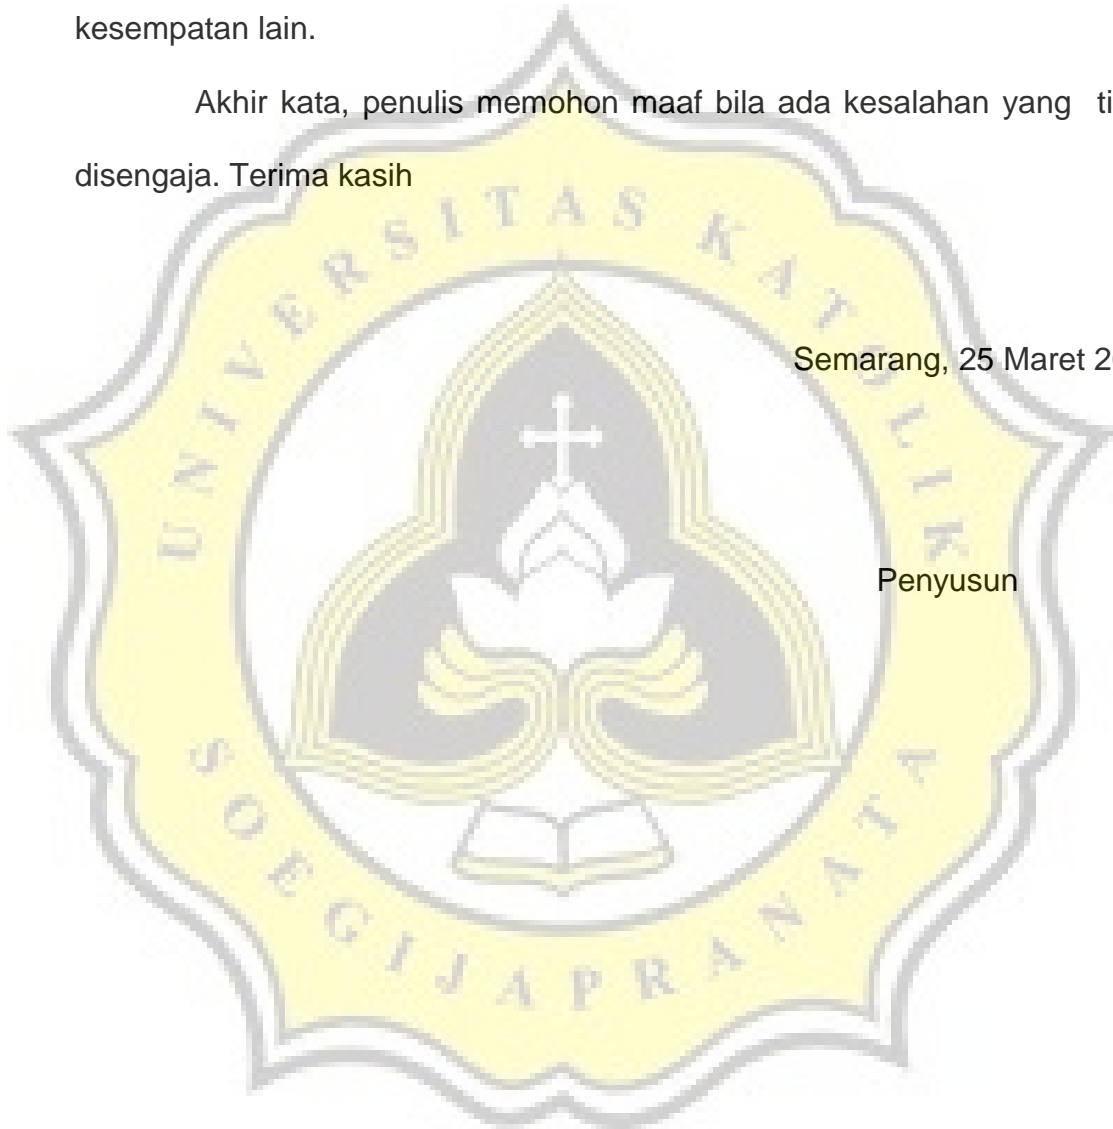 kesempatan lain.
Akhir kata, penulis memohon maaf bila ada kesalahan yang ti
disengaja. Terima kasih
Semarang, 25 Maret 2
Penyusun
UNIVERSITAS KATOLIK
SOEGIJAPRANATA